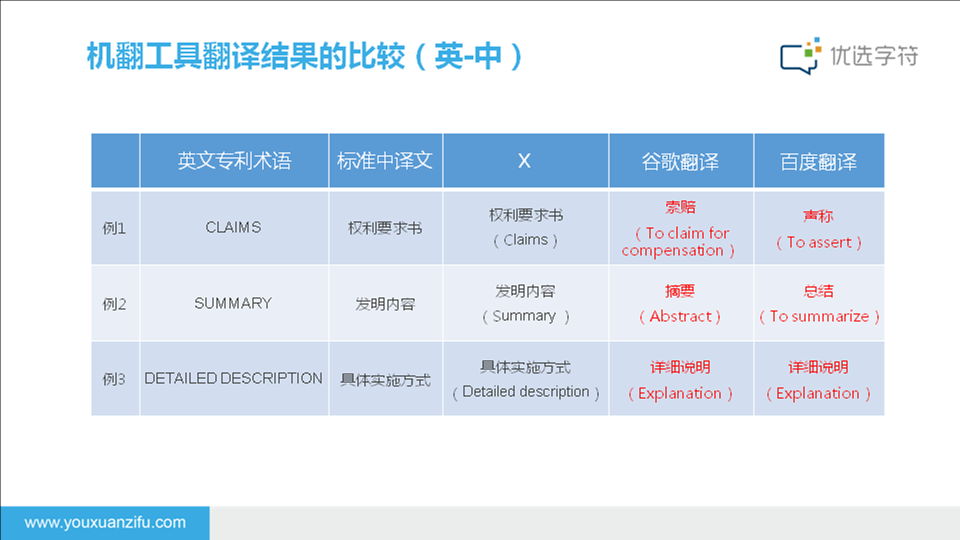 机翻工具翻译结果的比较（英-中）
优选字符
英文专利术语 标准中译文 X 谷歌翻译 百度翻译
例1 CLAIMS 权利要求书 权利要求书 （Claims） 索赔 （To claim for compensation） 声称 （To assert）
例2 SUMMARY 发明内容 发明内容 （Summary ） 摘要 （Abstract） 总结 （To summarize）
例3 DETAILED DESCRIPTION 具体实施方式 具体实施方式 （Detailed description） 详细说明 （Explanation） 详细说明 （Explanation）
www.youxuanzifu.com